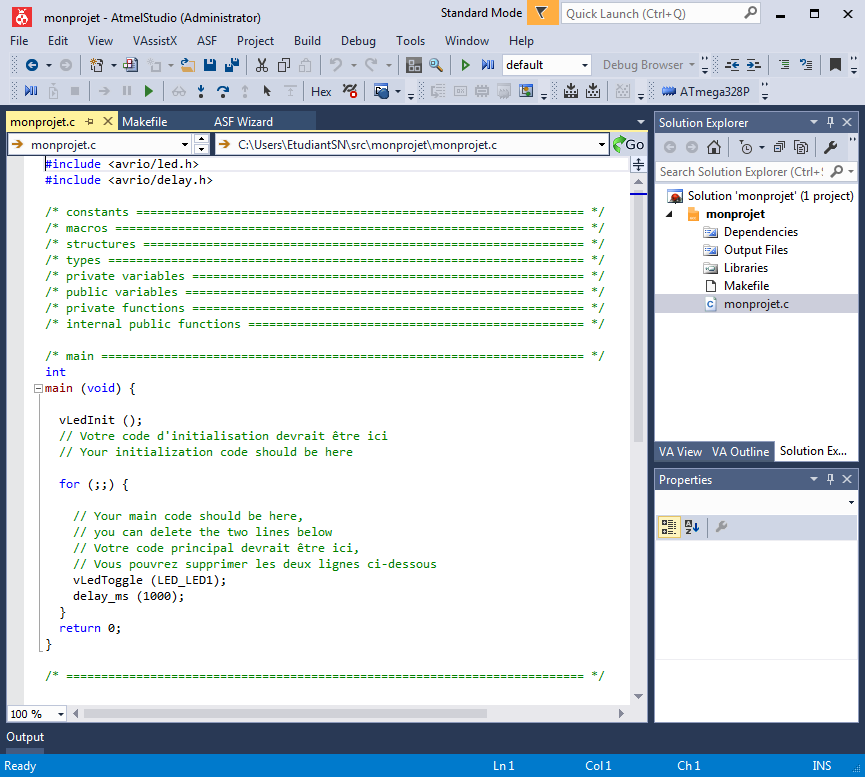 monprojet - AtmelStudio (Administrator)
Standard Mode
Quick Launch (Ctrl+Q)
File Edit View VAssistX ASF Project Build Debug Tools Window Help
default
Debug Browser
Hex
ATmega328P
monprojet.c
Makefile
ASF Wizard
monprojet.c
C:\Users\EtudiantSN\src\monprojet\monprojet.c
Go
#include <avrio/led.h>
#include <avrio/delay.h>
/* constants ================================================================ */
/* macros =================================================================== */
/* structures =============================================================== */
/* types ==================================================================== */
/* private variables ======================================================== */
/* public variables ========================================================= */
/* private functions ======================================================== */
/* internal public functions ================================================ */
/* main ===================================================================== */
int
main (void) {
vLedInit ();
// Votre code d'initialisation devrait être ici
// Your initialization code should be here
for (;;) {
// Your main code should be here,
// you can delete the two lines below
// Votre code principal devrait être ici,
// Vous pouvrez supprimer les deux lignes ci-dessous
vLedToggle (LED_LED1);
delay_ms (1000);
}
return 0;
}
/* ========================================================================== */
100 %
Solution Explorer
Search Solution Explorer (Ctrl+;
Solution 'monprojet' (1 project)
monprojet
Dependencies
Output Files
Libraries
Makefile
monprojet.c
VA View VA Outline Solution Ex...
Properties
Output
Ready Ln 1 Col 1 Ch 1 INS